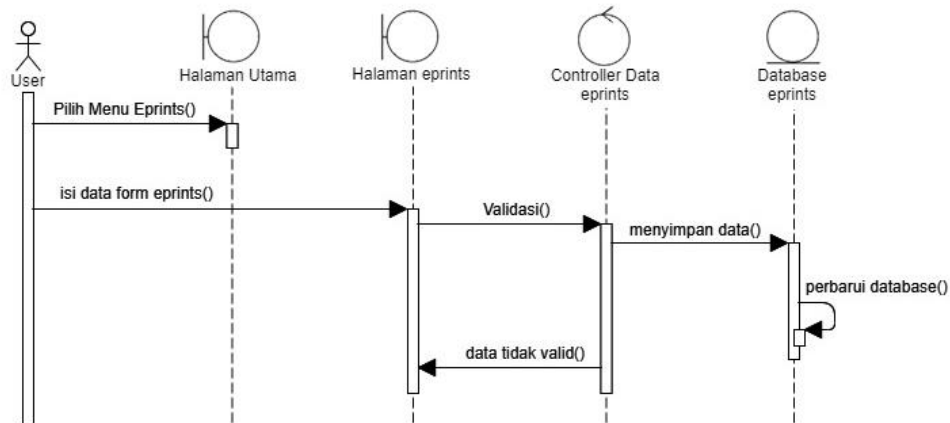 User
Halaman Utama
Halaman eprints
Controller Data
eprints
Database
eprints
Pilih Menu Eprints()
isi data form eprints()
Validasi()
menyimpan data()
perbarui database()
data tidak valid()